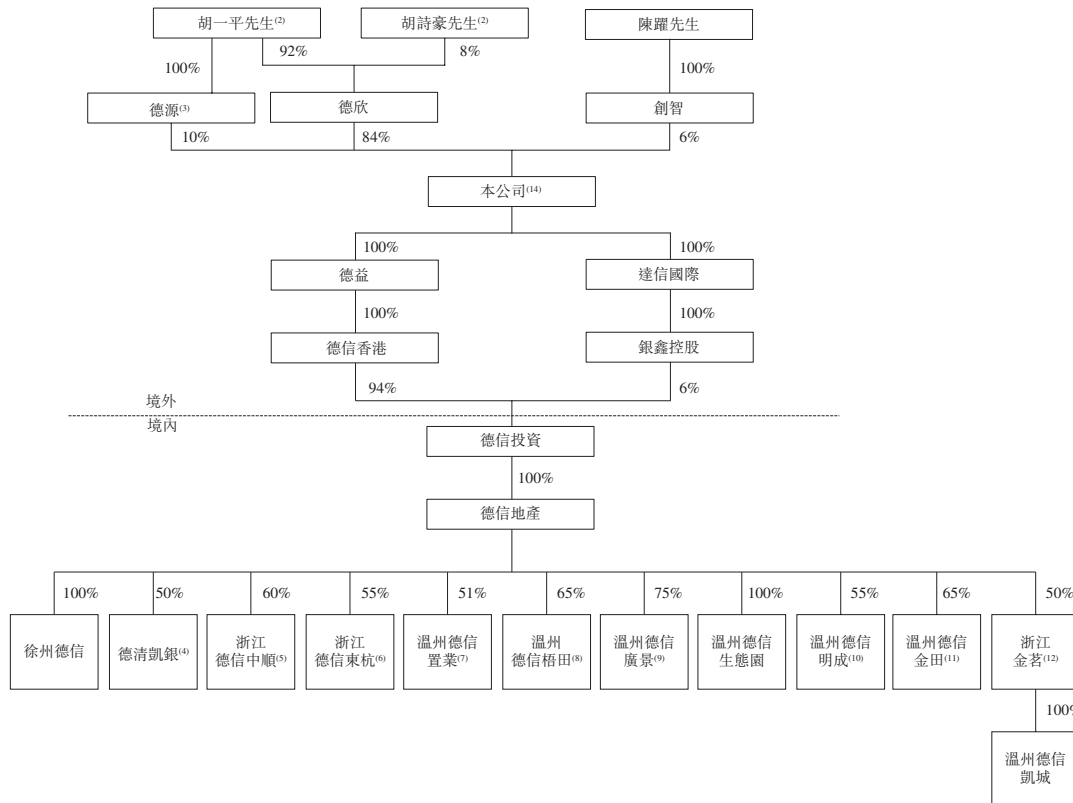 胡一平先生(2)
胡詩豪先生(2)
陳躍先生
100%
92%
8%
100%
德源(3)
德欣
創智
10%
84%
6%
本公司(14)
100%
100%
德益
達信國際
100%
100%
德信香港
銀鑫控股
94%
6%
境外
境內
德信投資
100%
德信地產
100%
50%
60%
55%
51%
65%
75%
100%
55%
65%
50%
徐州德信
德清凱銀(4)
浙江
德信中順(5)
浙江
德信東杭(6)
溫州德信
置業(7)
溫州
德信梧田(8)
溫州德信
廣景(9)
溫州德信
生態園
溫州德信
明成(10)
溫州德信
金田(11)
浙江
金茗(12)
100%
溫州德信
凱城